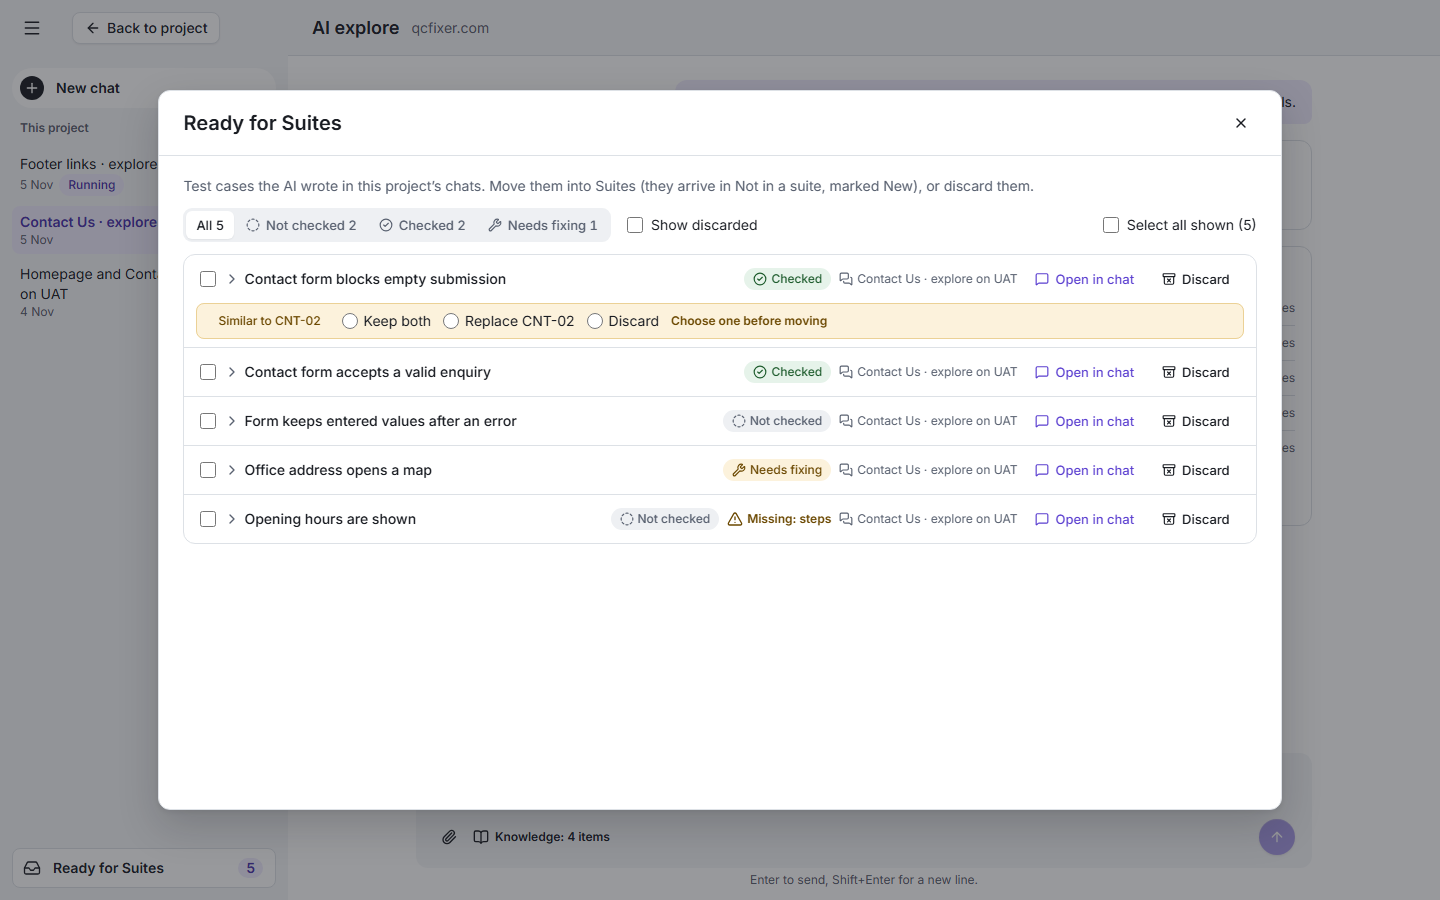 Back to project
AI explore qcfixer.com
New chat
This project
Footer links · explore
5 Nov Running
Contact Us · explore
5 Nov
Homepage and Cont
on UAT
4 Nov
ls.
Ready for Suites
Test cases the AI wrote in this project's chats. Move them into Suites (they arrive in Not in a suite, marked New), or discard them.
All 5 Not checked 2 Checked 2 Needs fixing 1 Show discarded Select all shown (5)
Contact form blocks empty submission Checked Contact Us · explore on UAT Open in chat Discard
Similar to CNT-02 Keep both Replace CNT-02 Discard Choose one before moving
Contact form accepts a valid enquiry Checked Contact Us · explore on UAT Open in chat Discard
Form keeps entered values after an error Not checked Contact Us · explore on UAT Open in chat Discard
Office address opens a map Needs fixing Contact Us · explore on UAT Open in chat Discard
Opening hours are shown Not checked Missing: steps Contact Us · explore on UAT Open in chat Discard
es
es
es
es
es
Knowledge: 4 items
Ready for Suites 5
Enter to send, Shift+Enter for a new line.